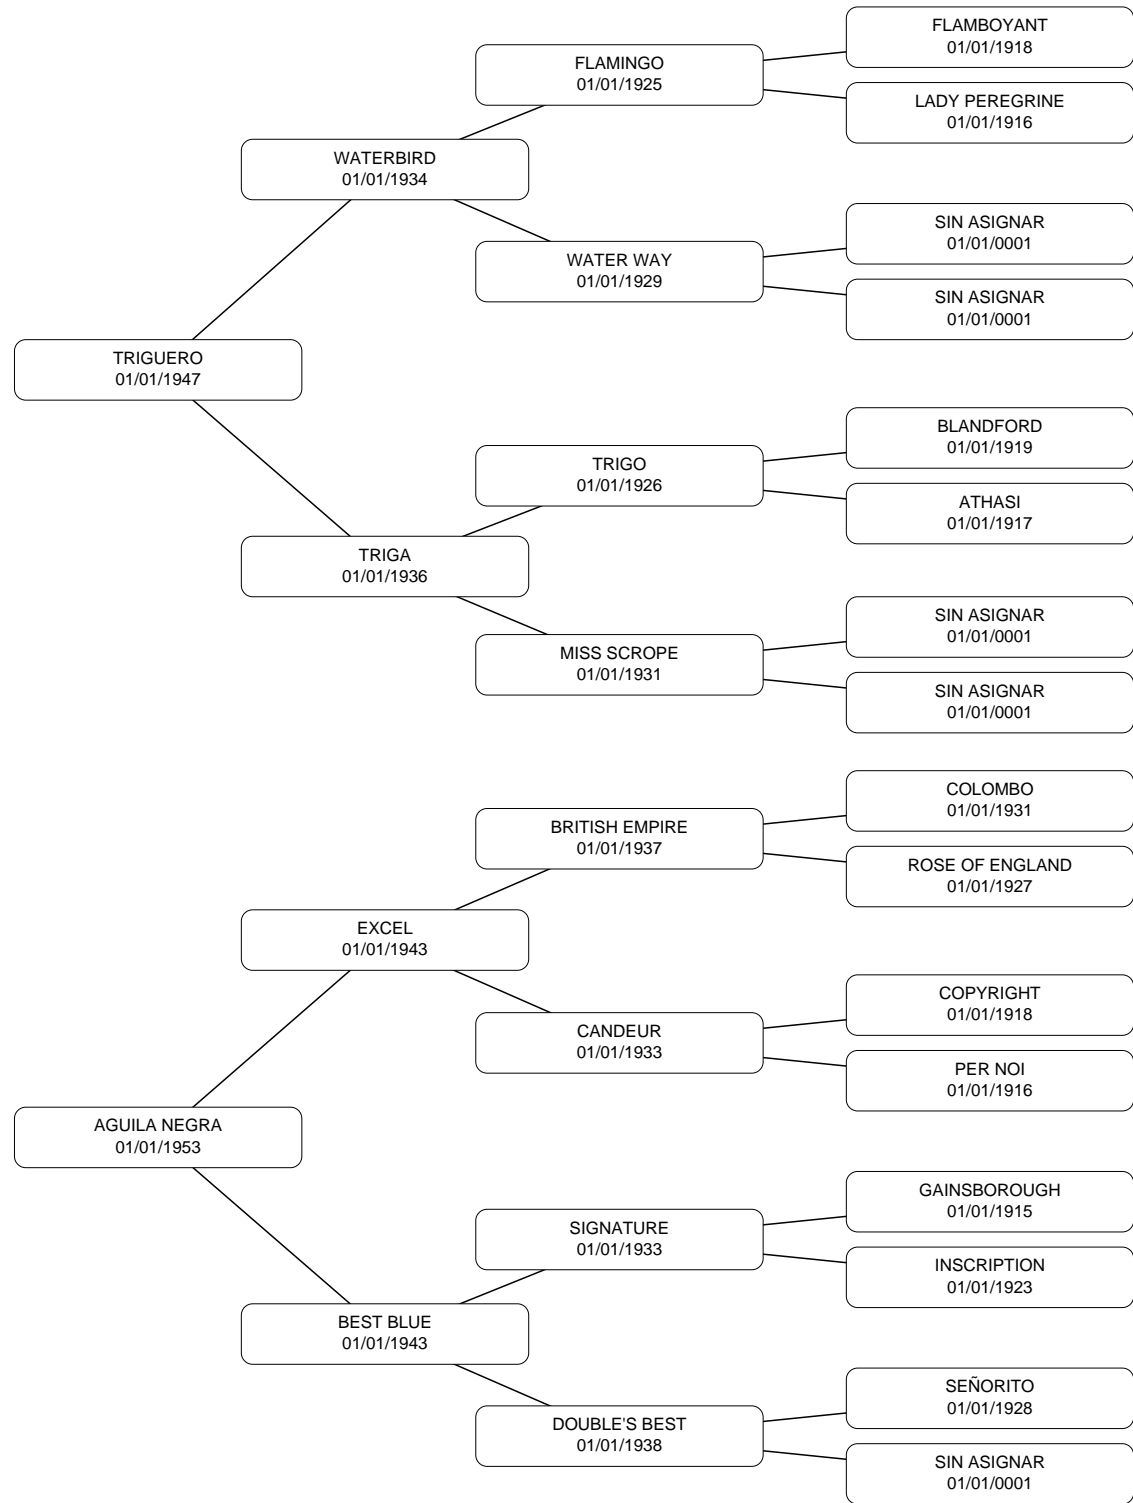 FLAMBOYANT
01/01/1918
FLAMINGO
01/01/1925
LADY PEREGRINE
01/01/1916
WATERBIRD
01/01/1934
SIN ASIGNAR
01/01/0001
WATER WAY
01/01/1929
SIN ASIGNAR
01/01/0001
TRIGUERO
01/01/1947
BLANDFORD
01/01/1919
TRIGO
01/01/1926
ATHASI
01/01/1917
TRIGA
01/01/1936
SIN ASIGNAR
01/01/0001
MISS SCROPE
01/01/1931
SIN ASIGNAR
01/01/0001
COLOMBO
01/01/1931
BRITISH EMPIRE
01/01/1937
ROSE OF ENGLAND
01/01/1927
EXCEL
01/01/1943
COPYRIGHT
01/01/1918
CANDEUR
01/01/1933
PER NOI
01/01/1916
AGUILA NEGRA
01/01/1953
GAINSBOROUGH
01/01/1915
SIGNATURE
01/01/1933
INSCRIPTION
01/01/1923
BEST BLUE
01/01/1943
SEÑORITO
01/01/1928
DOUBLE'S BEST
01/01/1938
SIN ASIGNAR
01/01/0001